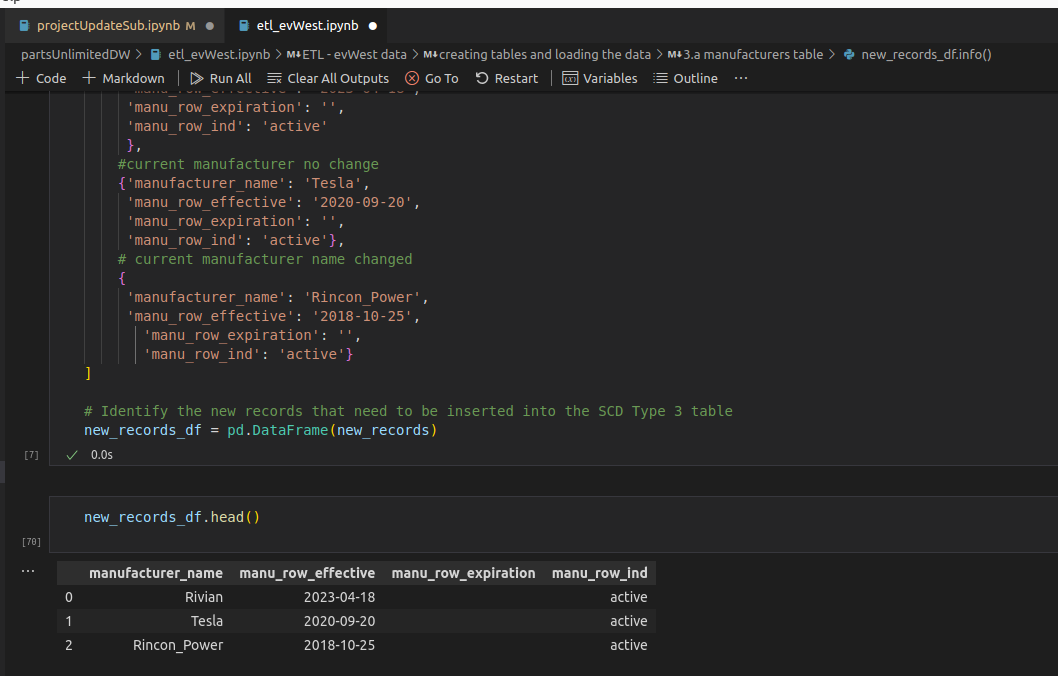 projectUpdateSub.ipynb M ● etl_evWest.ipynb ●
partsUnlimitedDW > etl_evWest.ipynb > M↓ETL - evWest data > M↓creating tables and loading the data > M↓3.a manufacturers table > new_records_df.info()
+ Code + Markdown | Run All Clear All Outputs Go To Restart | Variables Outline ...
'manu_row_effective': '2023-04-18',
'manu_row_expiration': '',
'manu_row_ind': 'active'
},
#current manufacturer no change
{'manufacturer_name': 'Tesla',
'manu_row_effective': '2020-09-20',
'manu_row_expiration': '',
'manu_row_ind': 'active'},
# current manufacturer name changed
{
'manufacturer_name': 'Rincon_Power',
'manu_row_effective': '2018-10-25',
'manu_row_expiration': '',
'manu_row_ind': 'active'}
]
# Identify the new records that need to be inserted into the SCD Type 3 table
new_records_df = pd.DataFrame(new_records)
[7] ✓ 0.0s
new_records_df.head()
[70]
...
manufacturer_name manu_row_effective manu_row_expiration manu_row_ind
0 Rivian 2023-04-18 active
1 Tesla 2020-09-20 active
2 Rincon_Power 2018-10-25 active